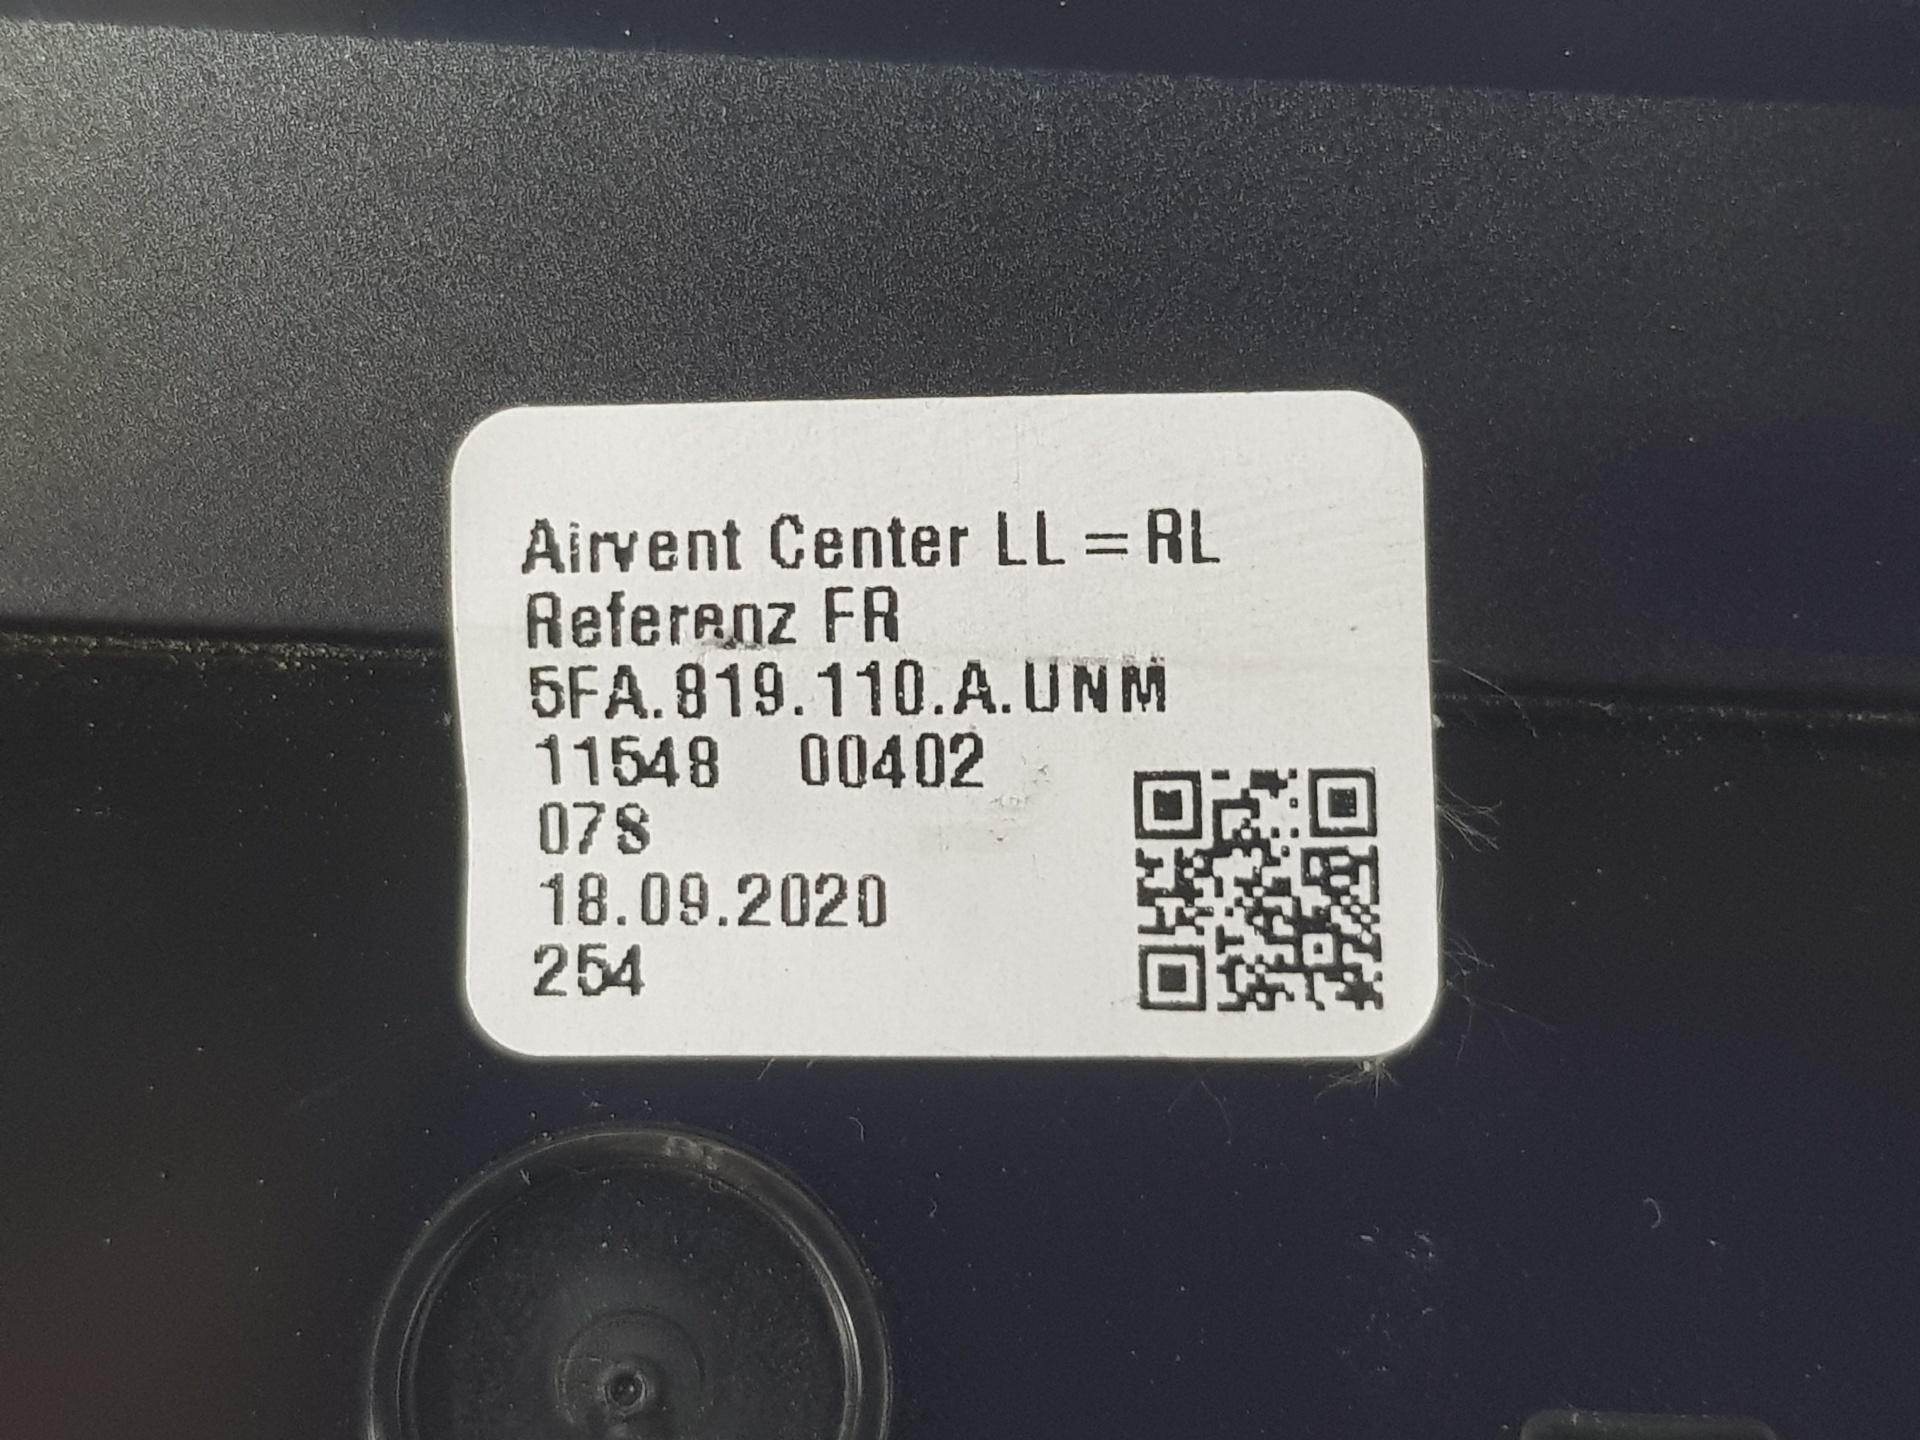 Airvent Center LL = RL
Referenz FR
5FA.819.110.A.UNM
11548 00402
07S
18.09.2020
254